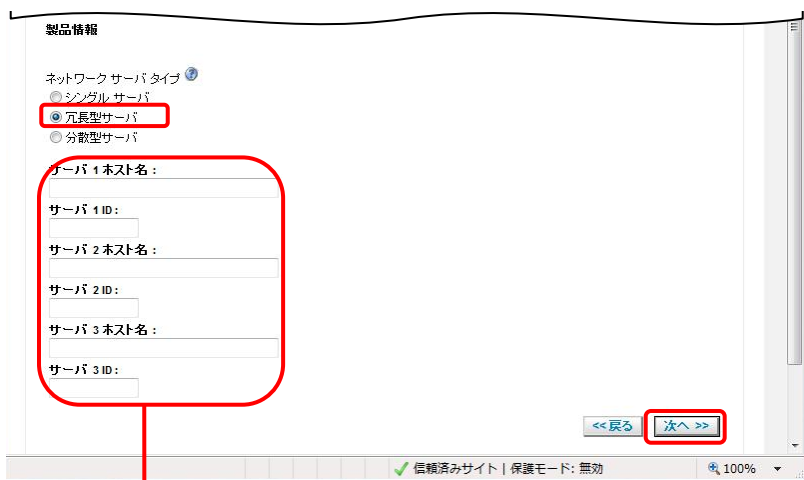 製品情報
ネットワーク サーバ タイプ
シングル サーバ
冗長型サーバ
分散型サーバ
サーバ 1 ホスト名 :
サーバ 1 ID :
サーバ 2 ホスト名 :
サーバ 2 ID :
サーバ 3 ホスト名 :
サーバ 3 ID :
<<戻る 次へ >>
信頼済みサイト | 保護モード: 無効 100%